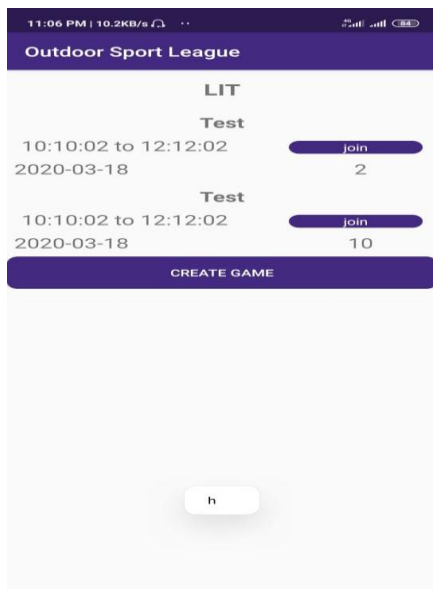 11:06 PM | 10.2KB/s
84
Outdoor Sport League
LIT
Test
10:10:02 to 12:12:02 join
2020-03-18 2
Test
10:10:02 to 12:12:02 join
2020-03-18 10
CREATE GAME
h